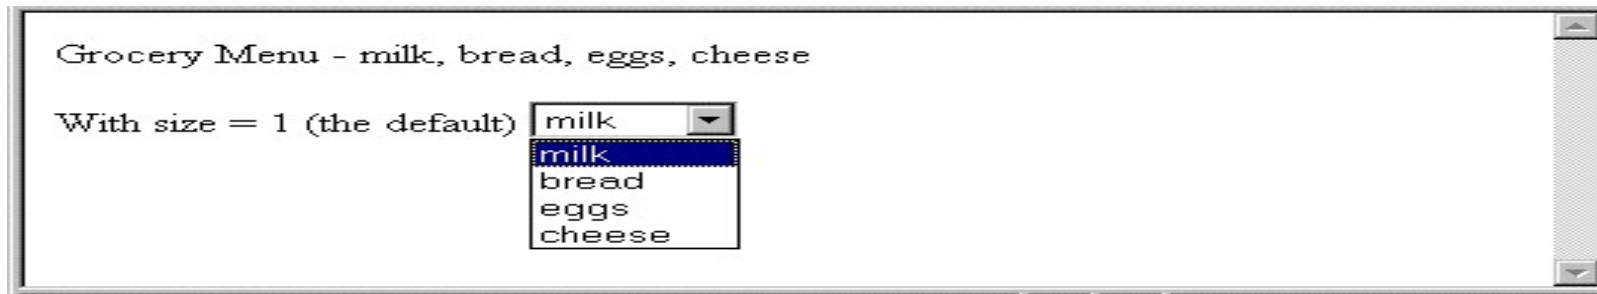 Grocery Menu - milk, bread, eggs, cheese
With size = 1 (the default) milk
milk
bread
eggs
cheese